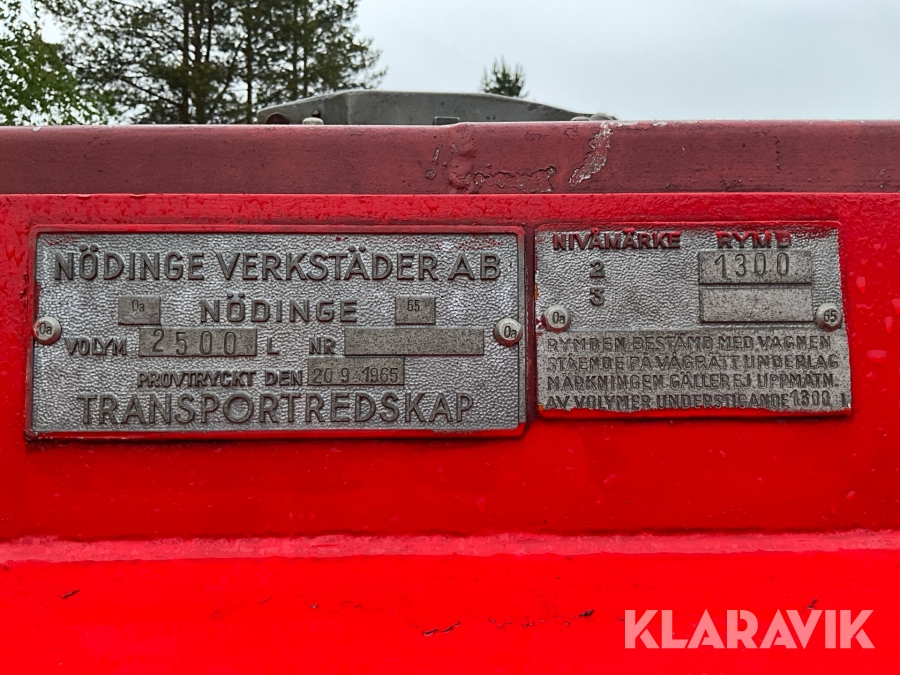 NÖDINGE VERKSTÄDER AB
0a NÖDINGE 65
0a 0a
VOLYM 2500 L NR
PROVTRYCKT DEN 20 9.1965
TRANSPORTREDSKAP
NIVÅMÄRKE RYMD
2 1300
3
0a 65
RYMDEN BESTÄMD MED VAGNEN
STÅENDE PÅ VÅGRÄTT UNDERLAG
MÄRKNINGEN GÄLLER EJ UPPMÄTN.
AV VOLYMER UNDERSTIGANDE 1300 L
KLARAVIK